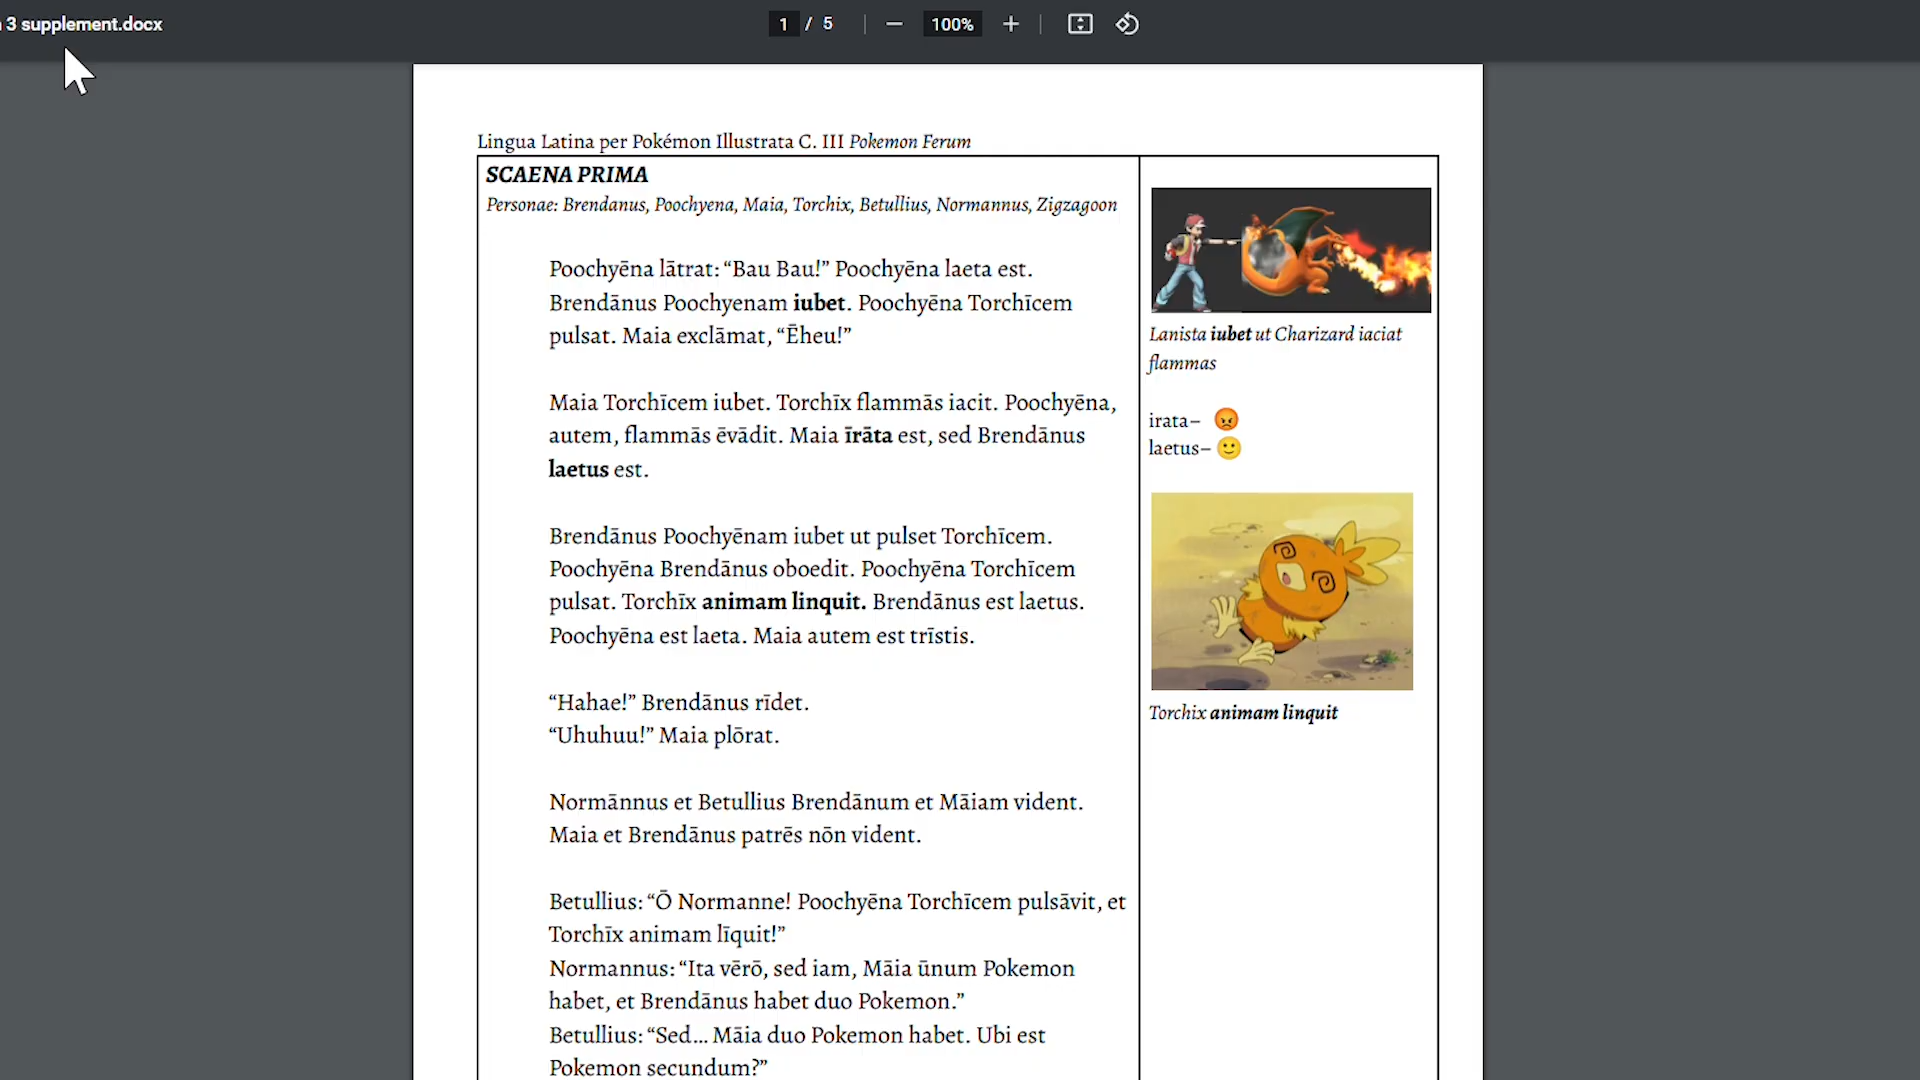 3 supplement.docx
1 / 5
100%
Lingua Latina per Pokémon Illustrata C. III Pokemon Ferum
SCAENA PRIMA
Personae: Brendanus, Poochyena, Maia, Torchix, Betullius, Normannus, Zigzagoon
Poochyēna lātrat: “Bau Bau!” Poochyēna laeta est.
Brendānus Poochyenam iubet. Poochyēna Torchīcem
pulsat. Maia exclāmat, “Ēheu!”
Maia Torchīcem iubet. Torchīx flammās iacit. Poochyēna,
autem, flammās ēvādit. Maia īrāta est, sed Brendānus
laetus est.
Brendānus Poochyēnam iubet ut pulset Torchīcem.
Poochyēna Brendānus oboedit. Poochyēna Torchīcem
pulsat. Torchīx animam linquit. Brendānus est laetus.
Poochyēna est laeta. Maia autem est trīstis.
“Hahae!” Brendānus rīdet.
“Uhuhuu!” Maia plōrat.
Normānnus et Betullius Brendānum et Māiam vident.
Maia et Brendānus patrēs nōn vident.
Betullius: “Ō Normanne! Poochyēna Torchīcem pulsāvit, et
Torchīx animam līquit!”
Normannus: “Ita vērō, sed iam, Māia ūnum Pokemon
habet, et Brendānus habet duo Pokemon.”
Betullius: “Sed... Māia duo Pokemon habet. Ubi est
Pokemon secundum?”
Lanista iubet ut Charizard iaciat
flammas
irata– 😡
laetus– 🙂
Torchix animam linquit